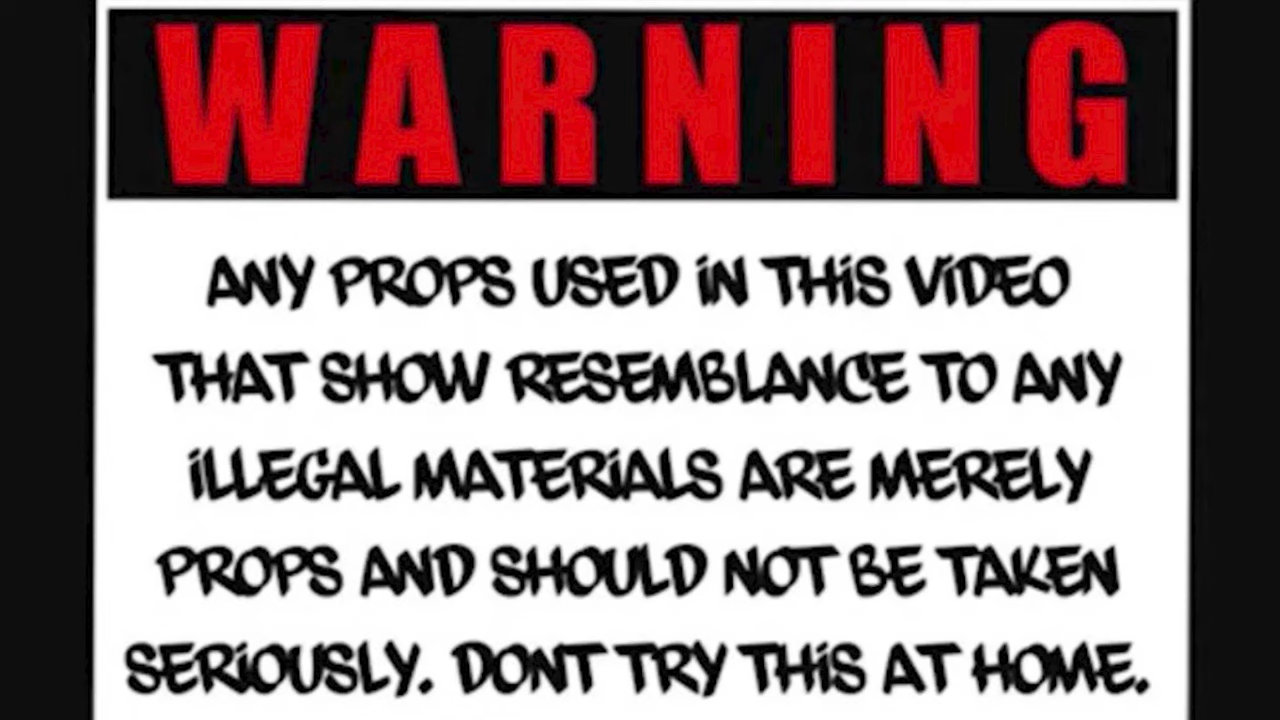 WARNING
ANY PROPS USED iN THiS ViDEO
THAT SHOW RESEMBLANCE TO ANY
iLLEGAL MATERiALS ARE MERELY
PROPS AND SHOULD NOT BE TAKEN
SERiOUSLY. DONT TRY THiS AT HOME.